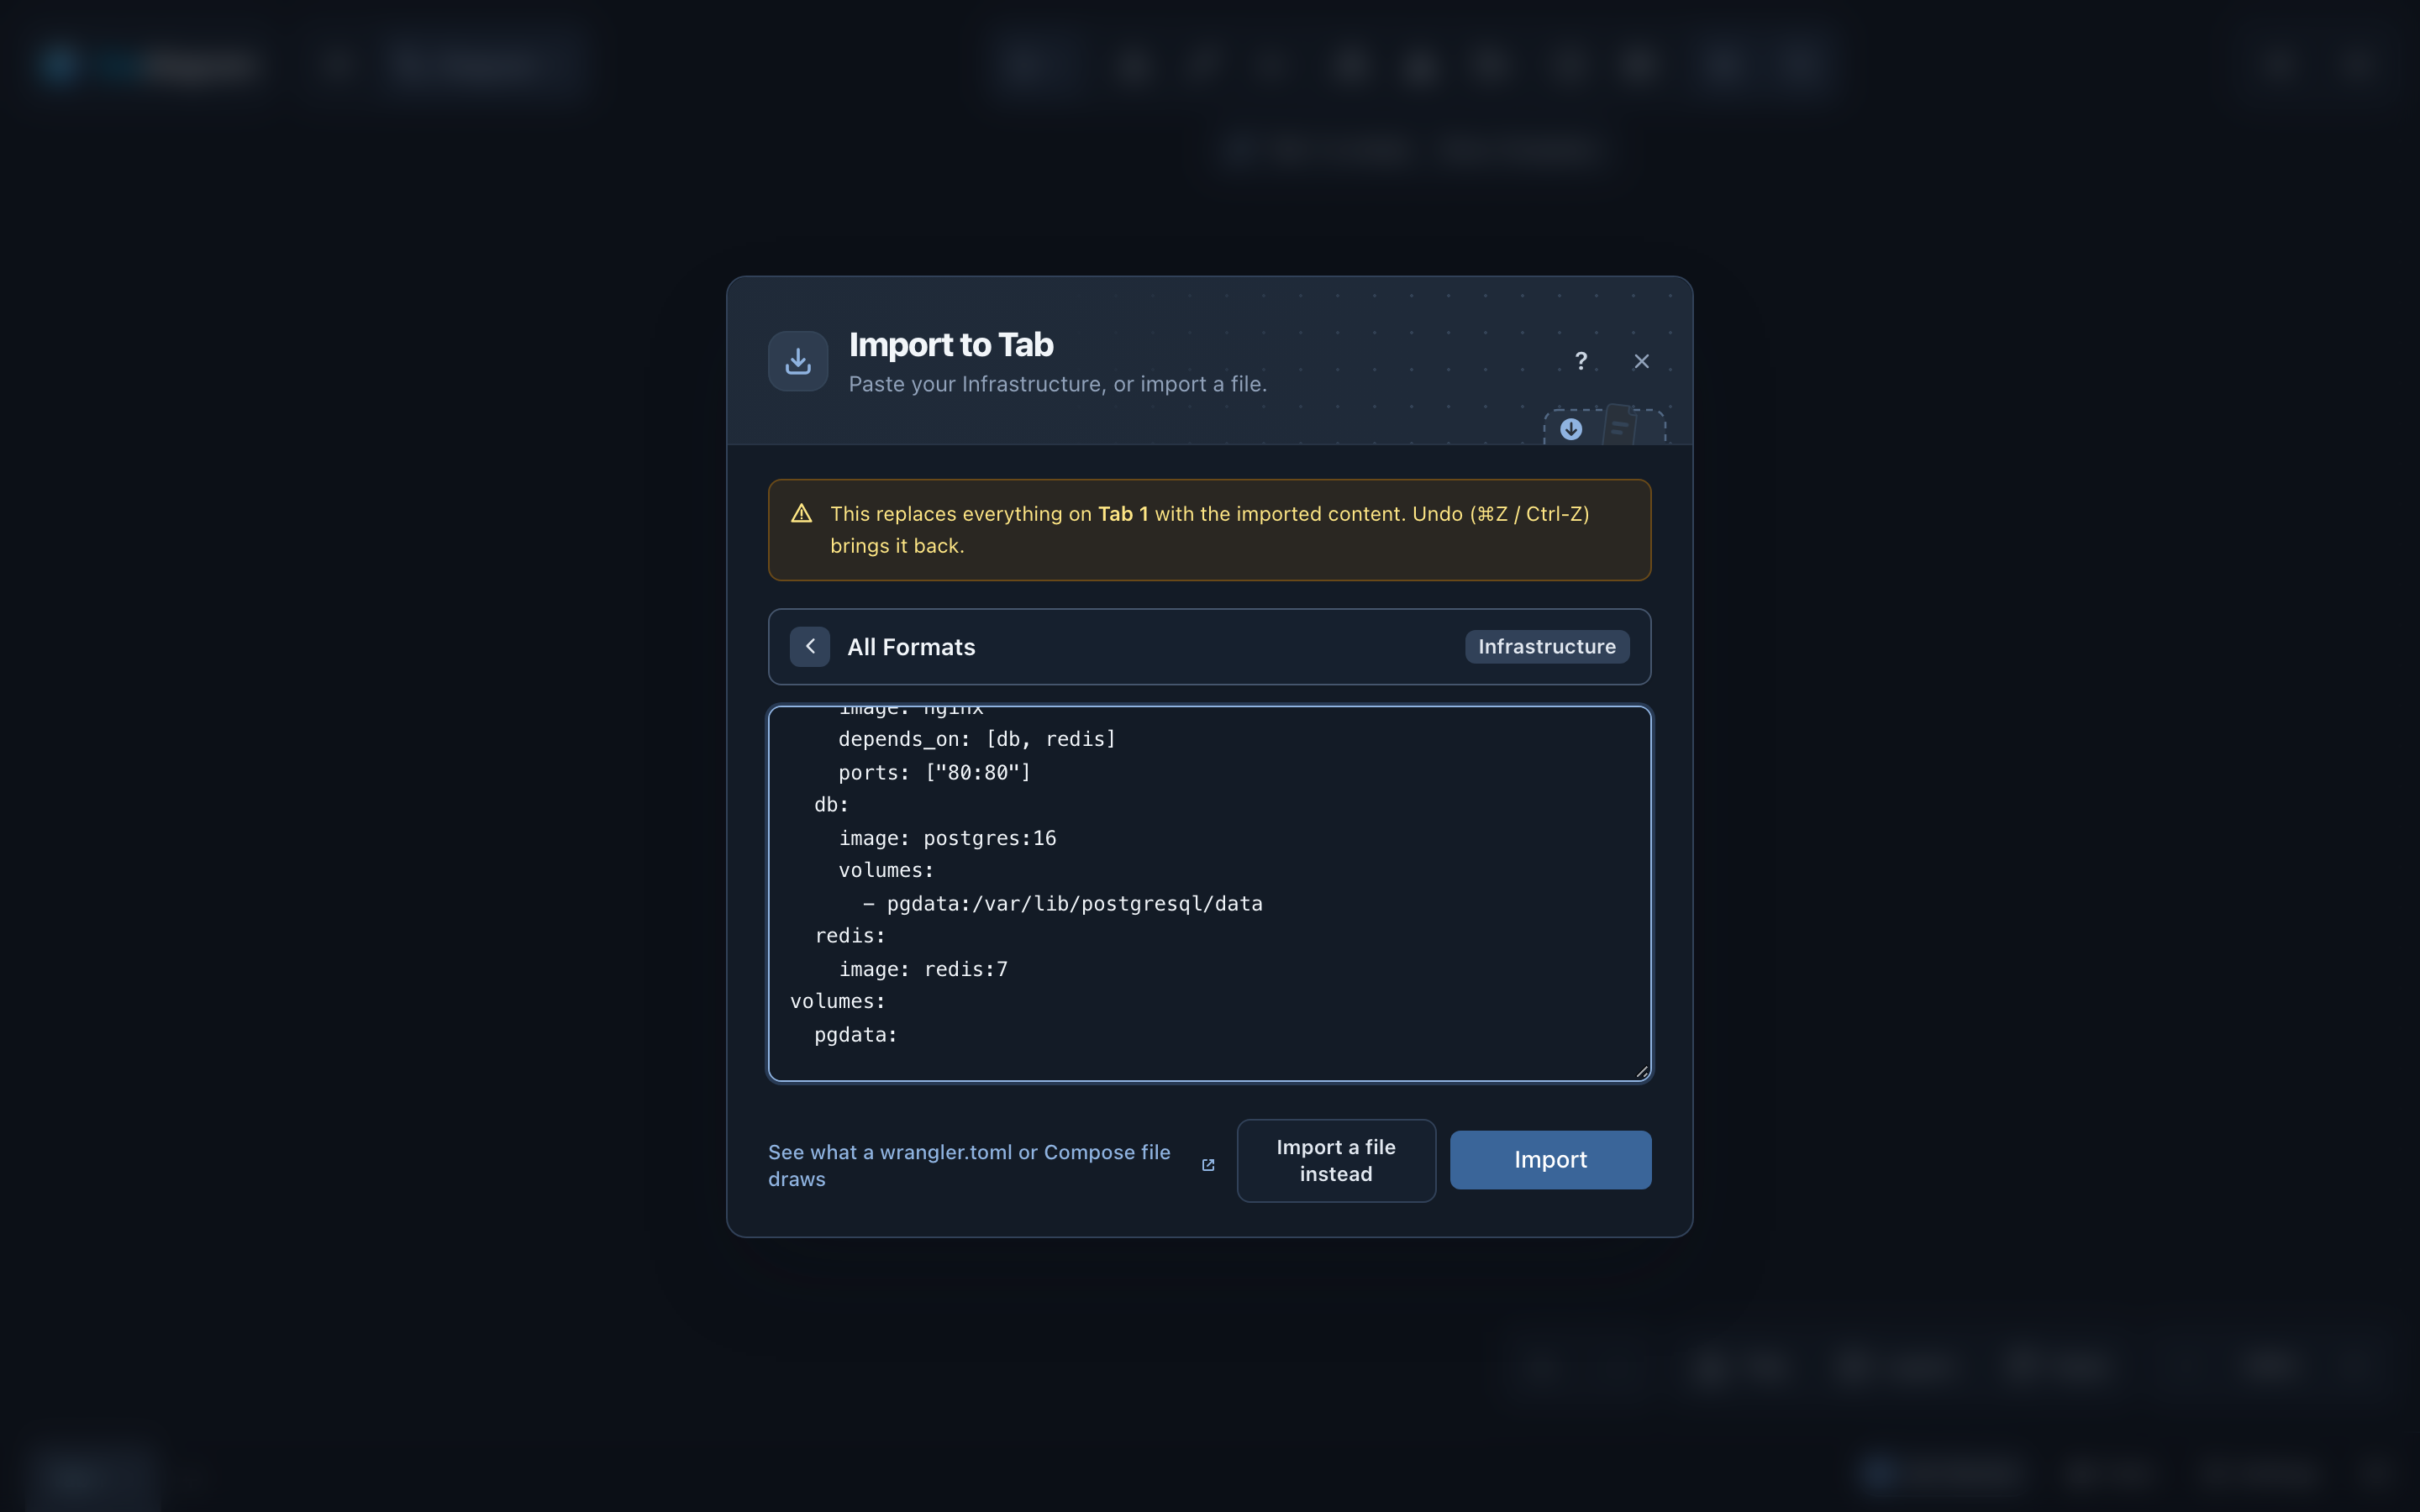 Import to Tab
Paste your Infrastructure, or import a file.
?
This replaces everything on Tab 1 with the imported content. Undo (⌘Z / Ctrl-Z)
brings it back.
All Formats
Infrastructure
    image: nginx
    depends_on: [db, redis]
    ports: ["80:80"]
  db:
    image: postgres:16
    volumes:
      - pgdata:/var/lib/postgresql/data
  redis:
    image: redis:7
volumes:
  pgdata:
See what a wrangler.toml or Compose file
draws
Import a file
instead
Import